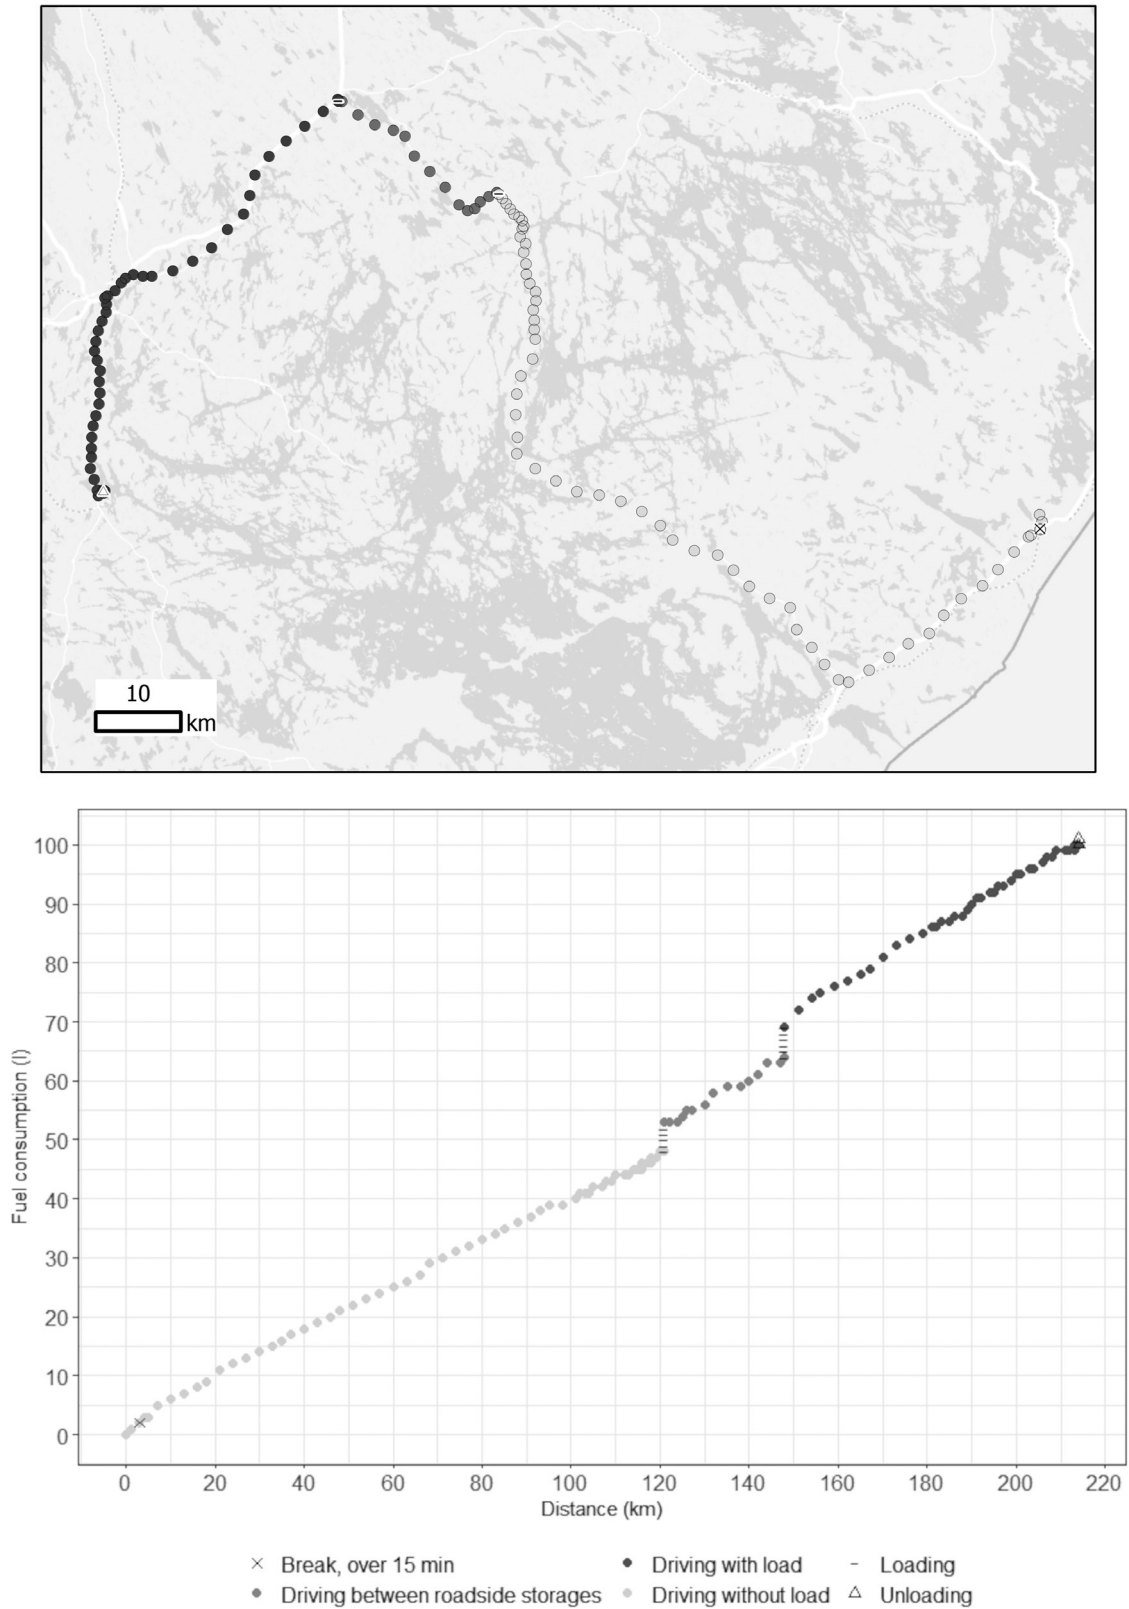 10
km
100
90
80
70
60
50
40
30
20
10
0
Fuel consumption (l)
0 20 40 60 80 100 120 140 160 180 200 220
Distance (km)
Break, over 15 min Driving with load Loading
Driving between roadside storages Driving without load Unloading